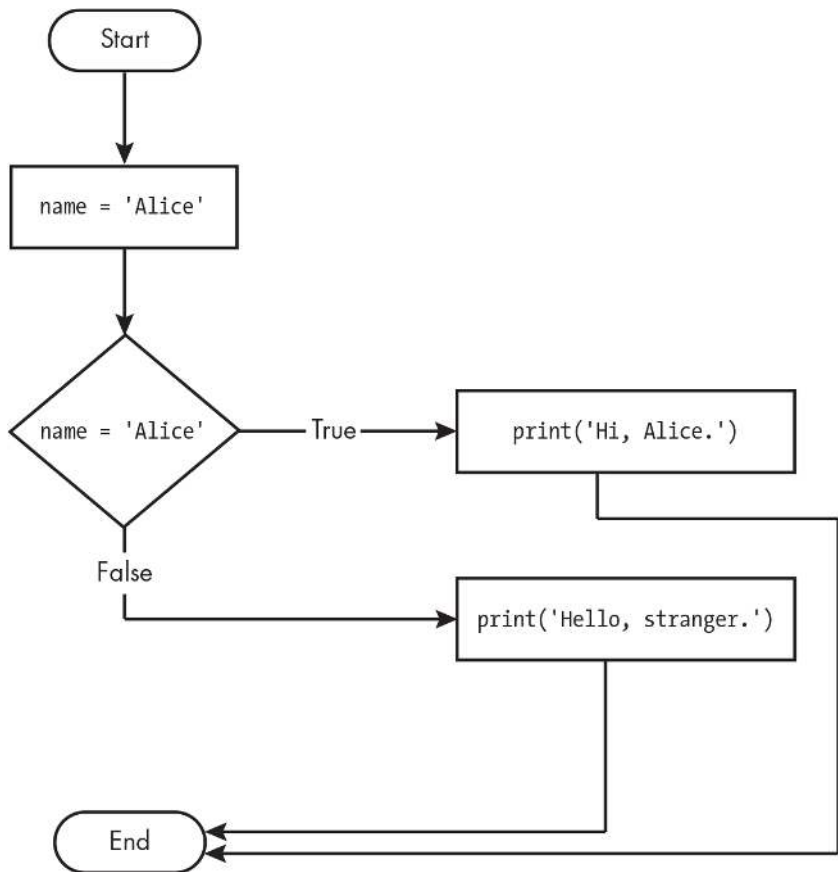 Start
name = 'Alice'
name = 'Alice'
True
print('Hi, Alice.')
False
print('Hello, stranger.')
End